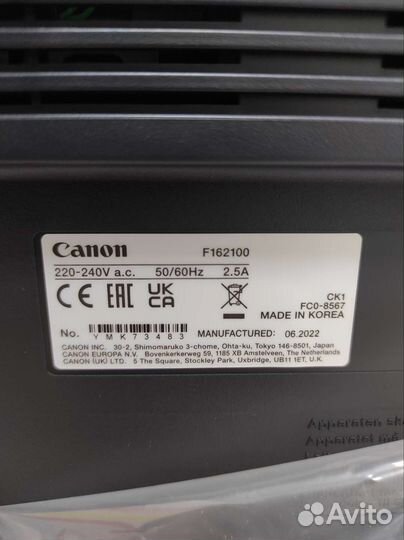 Canon F162100
220-240V a.c. 50/60Hz 2.5A
CE EAC UK CA
CK1
FC0-8567
MADE IN KOREA
No. YMK73483 MANUFACTURED: 06.2022
CANON INC. 30-2, Shimomaruko 3-chome, Ohta-ku, Tokyo 146-8501, Japan
CANON EUROPA N.V. Bovenkerkerweg 59, 1185 XB Amstelveen, The Netherlands
CANON (UK) LTD. 5 The Square, Stockley Park, Uxbridge, UB11 1ET, U.K.
Apparaten
Apparatet må
Avito